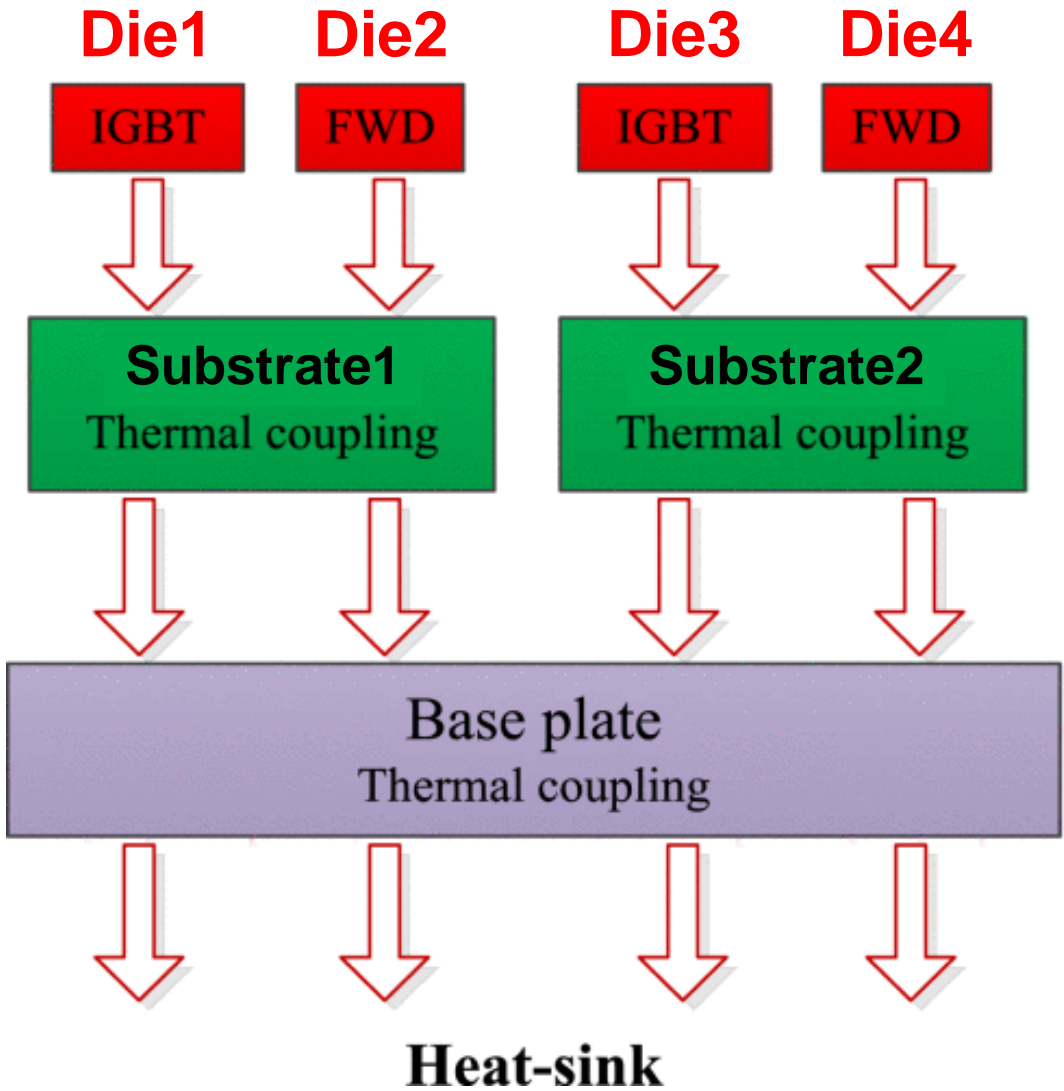 Die1 Die2 Die3 Die4
IGBT FWD IGBT FWD
Substrate1 Substrate2
Thermal coupling Thermal coupling
Base plate
Thermal coupling
Heat-sink